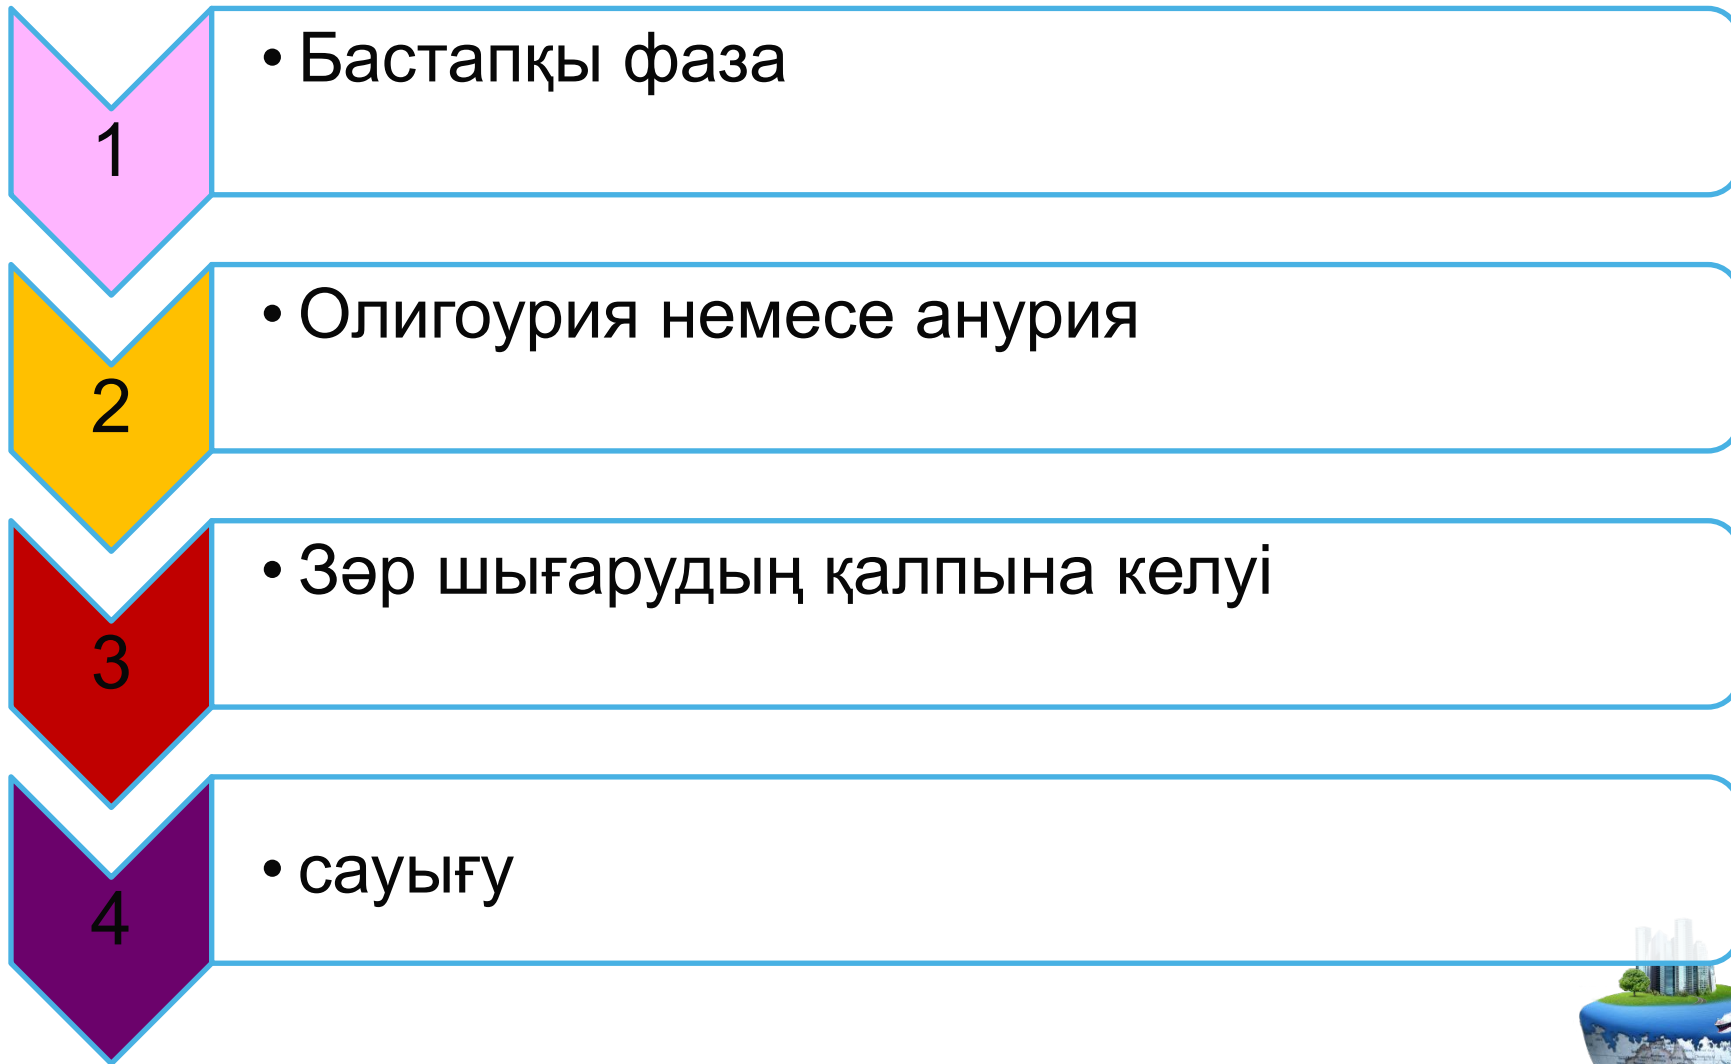 1
• Бастапқы фаза
2
• Олигоурия немесе анурия
3
• Зәр шығарудың қалпына келуі
4
• сауығу